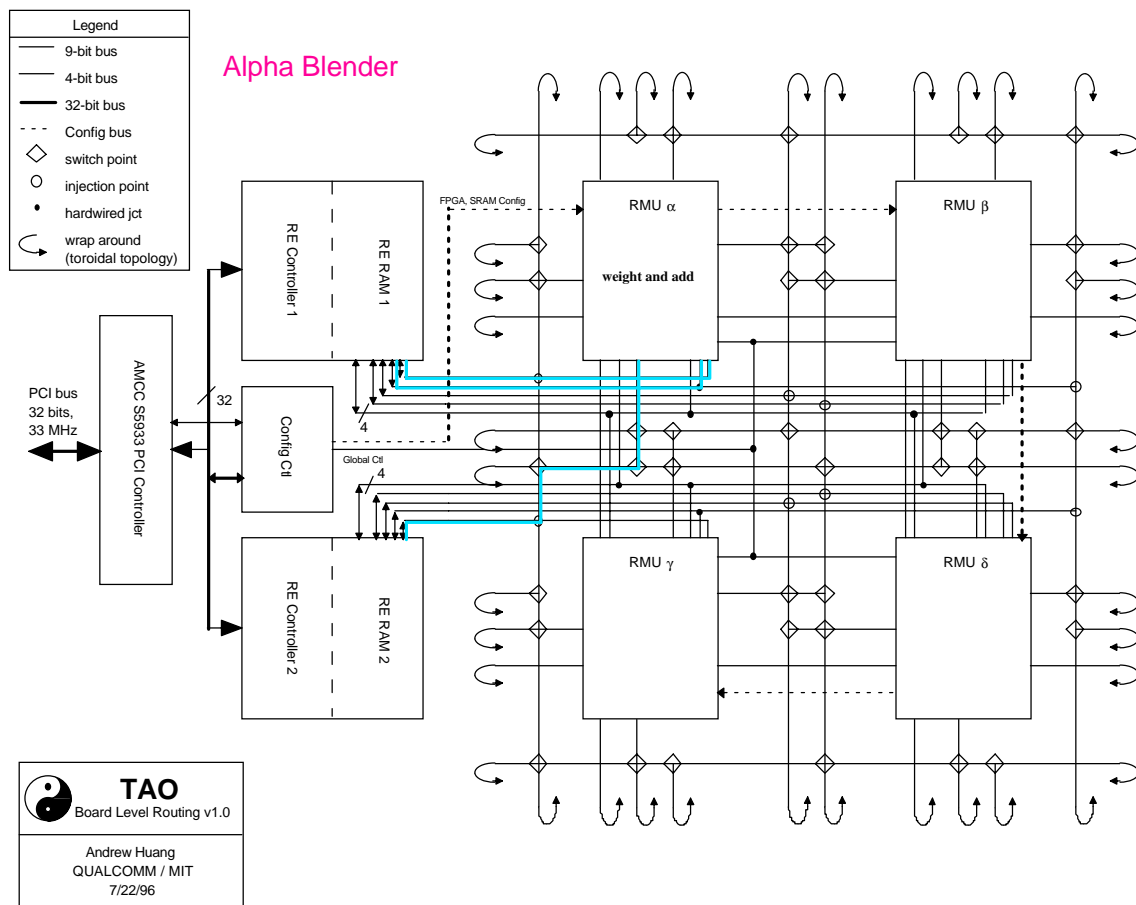 Legend
9-bit bus
4-bit bus
32-bit bus
Config bus
switch point
injection point
hardwired jct
wrap around
(toroidal topology)
Alpha Blender
RE Controller 1
RE RAM 1
FPGA, SRAM Config
RMU α
weight and add
RMU β
AMCC S5933 PCI Controller
PCI bus
32 bits,
33 MHz
32
Config Ctl
4
Global Ctl
4
RE Controller 2
RE RAM 2
RMU γ
RMU δ
TAO
Board Level Routing v1.0
Andrew Huang
QUALCOMM / MIT
7/22/96